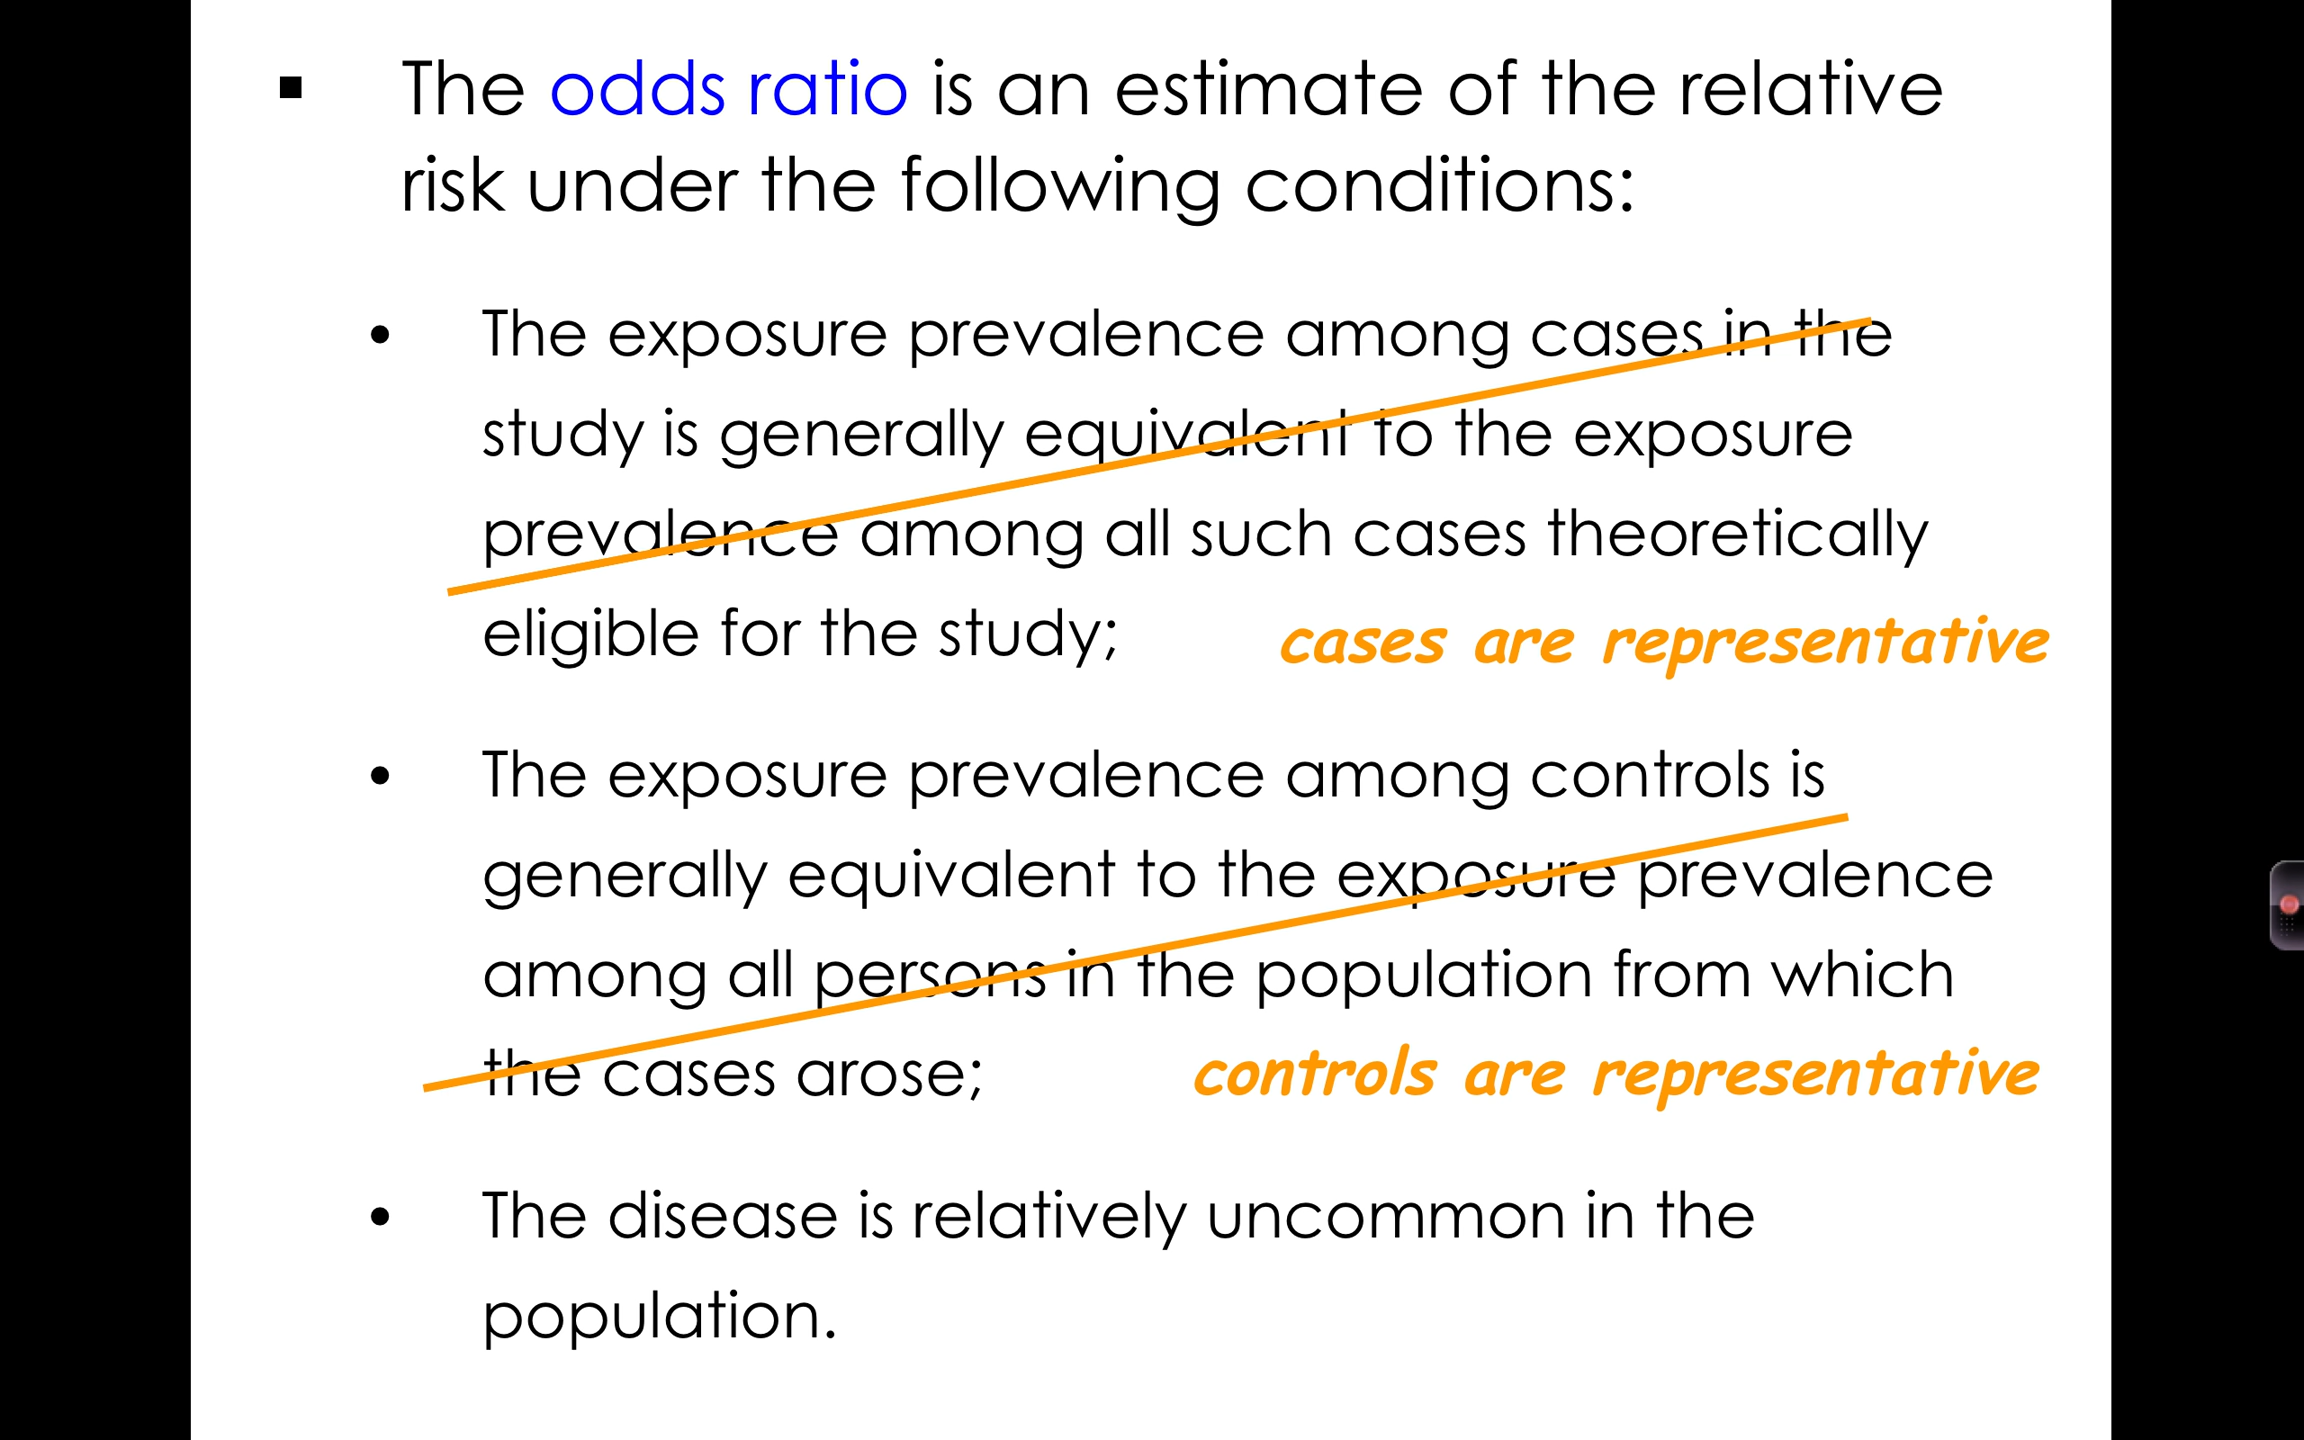 ▪ The odds ratio is an estimate of the relative
risk under the following conditions:
• The exposure prevalence among cases in the
study is generally equivalent to the exposure
prevalence among all such cases theoretically
eligible for the study; cases are representative
• The exposure prevalence among controls is
generally equivalent to the exposure prevalence
among all persons in the population from which
the cases arose; controls are representative
• The disease is relatively uncommon in the
population.